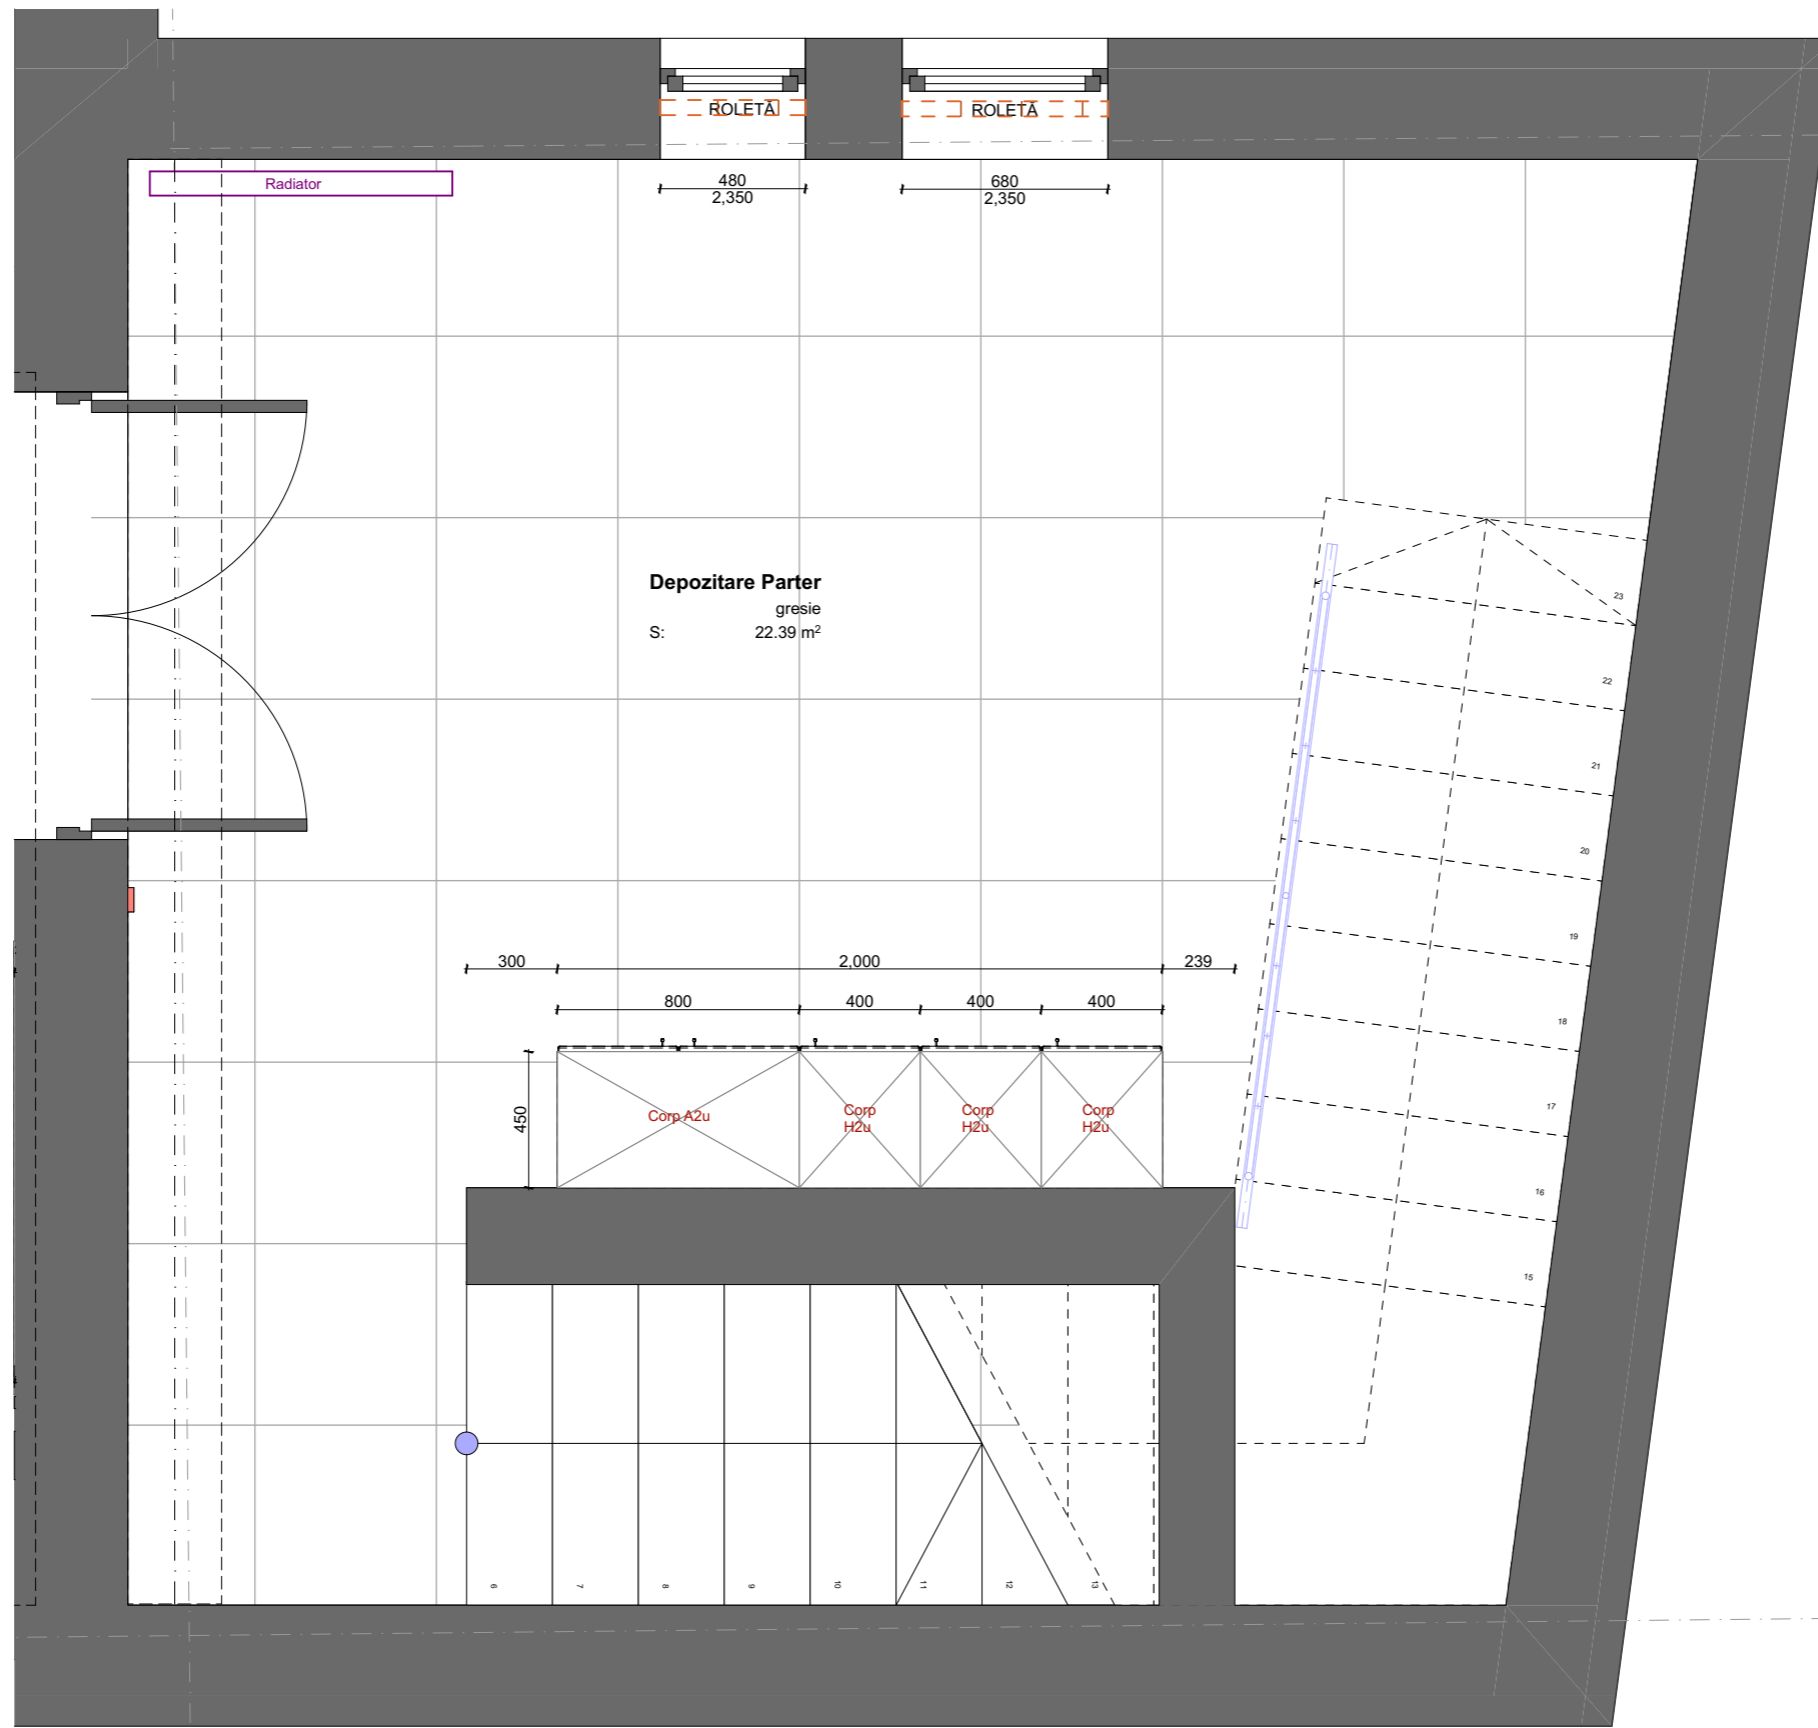 ROLETĂ
ROLETĂ
Radiator
480
2,350
680
2,350
Depozitare Parter
gresie
S: 22.39 m²
23
22
21
20
19
18
17
16
15
300
2,000
239
800
400
400
400
450
Corp A2u
Corp
H2u
Corp
H2u
Corp
H2u
6
7
8
9
10
11
12
13